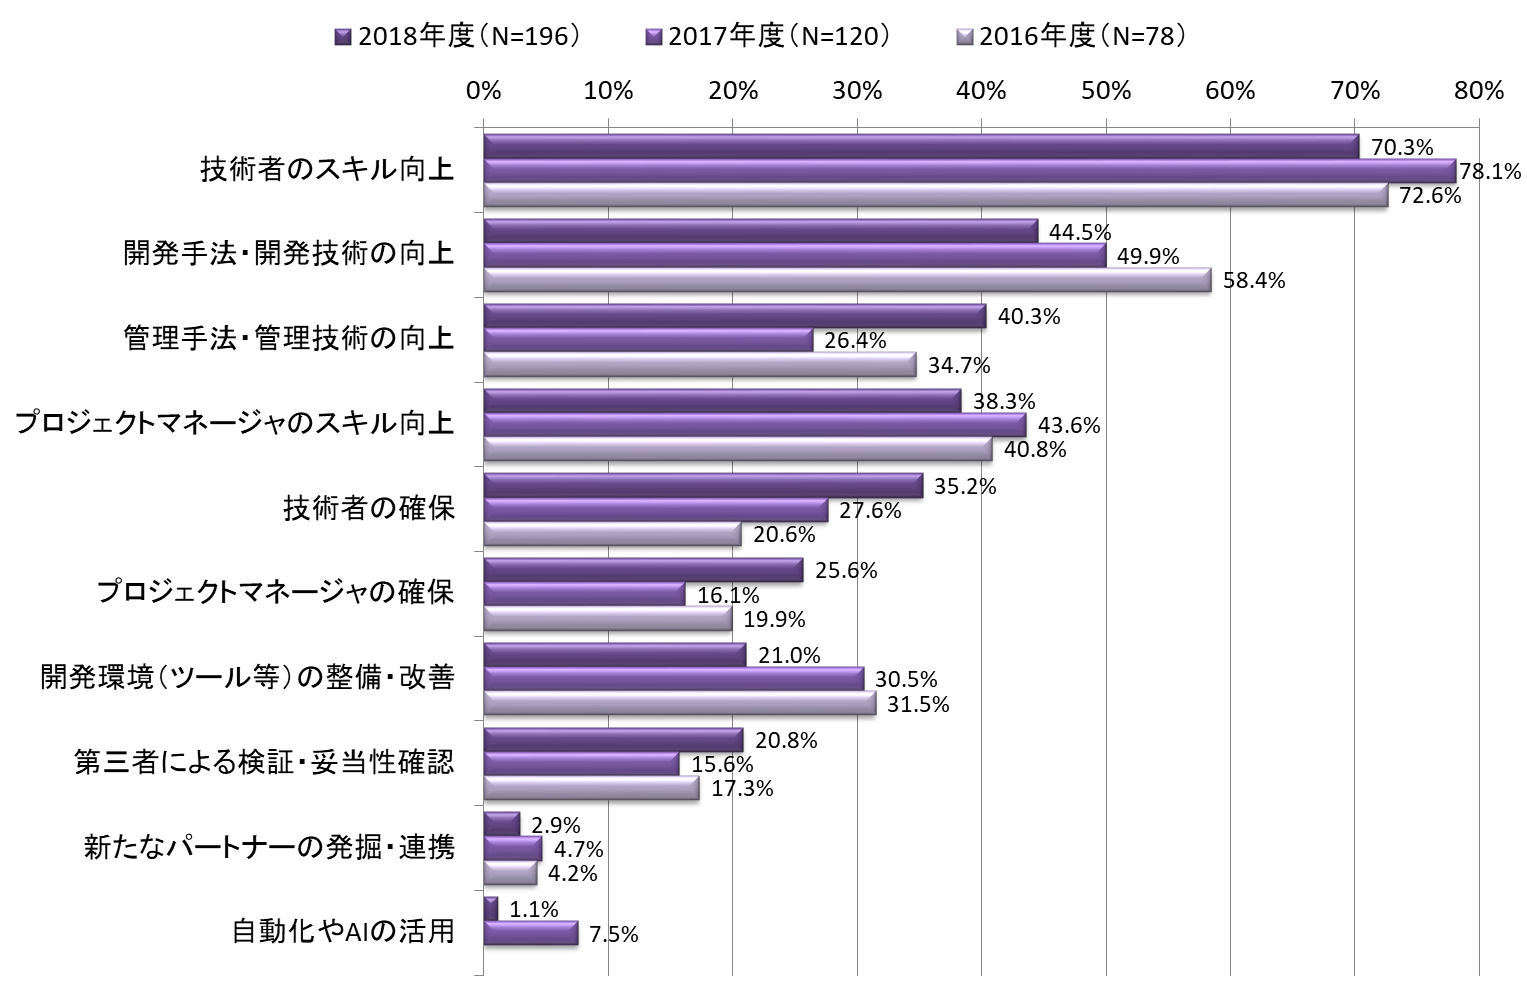 2018年度（N=196） 2017年度（N=120） 2016年度（N=78）
0% 10% 20% 30% 40% 50% 60% 70% 80%
技術者のスキル向上
70.3%
78.1%
72.6%
開発手法・開発技術の向上
44.5%
49.9%
58.4%
管理手法・管理技術の向上
40.3%
26.4%
34.7%
プロジェクトマネージャのスキル向上
38.3%
43.6%
40.8%
技術者の確保
35.2%
27.6%
20.6%
プロジェクトマネージャの確保
25.6%
16.1%
19.9%
開発環境（ツール等）の整備・改善
21.0%
30.5%
31.5%
第三者による検証・妥当性確認
20.8%
15.6%
17.3%
新たなパートナーの発掘・連携
2.9%
4.7%
4.2%
自動化やAIの活用
1.1%
7.5%